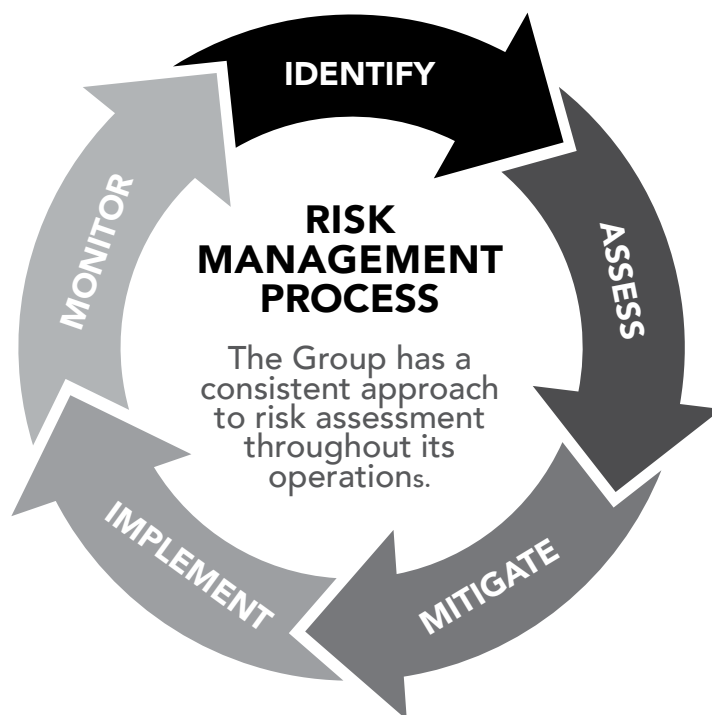 IDENTIFY
ASSESS
MITIGATE
IMPLEMENT
MONITOR
RISK
MANAGEMENT
PROCESS
The Group has a
consistent approach
to risk assessment
throughout its
operations.